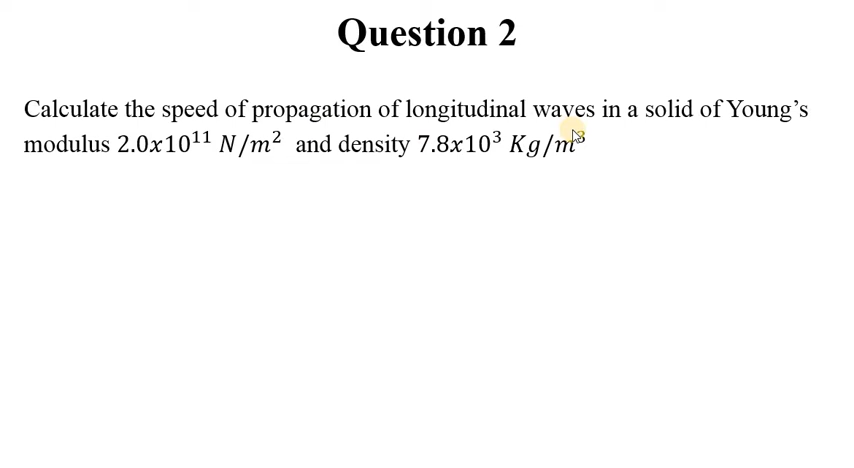 Question 2
Calculate the speed of propagation of longitudinal waves in a solid of Young’s
modulus 2.0x10¹¹ N/m² and density 7.8x10³ Kg/m³